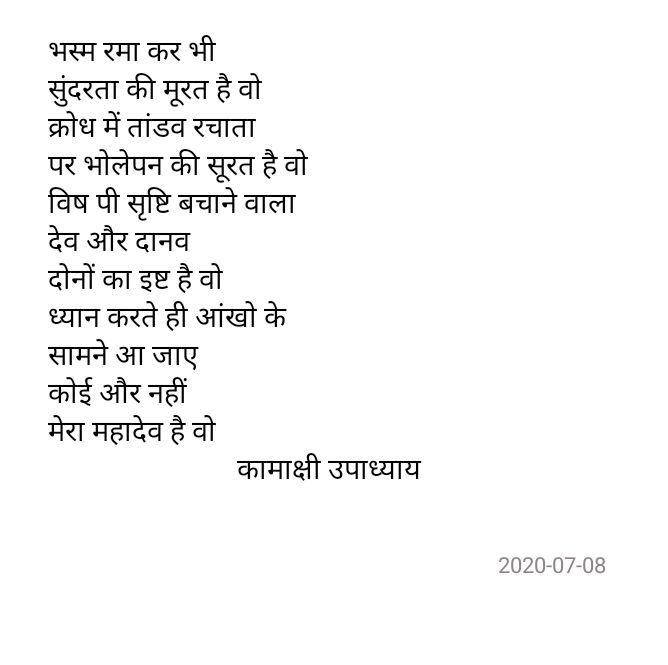 भस्म रमा कर भी
सुंदरता की मूरत है वो
क्रोध में तांडव रचाता
पर भोलेपन की सूरत है वो
विष पी सृष्टि बचाने वाला
देव और दानव
दोनों का इष्ट है वो
ध्यान करते ही आंखो के
सामने आ जाए
कोई और नहीं
मेरा महादेव है वो
कामाक्षी उपाध्याय
2020-07-08